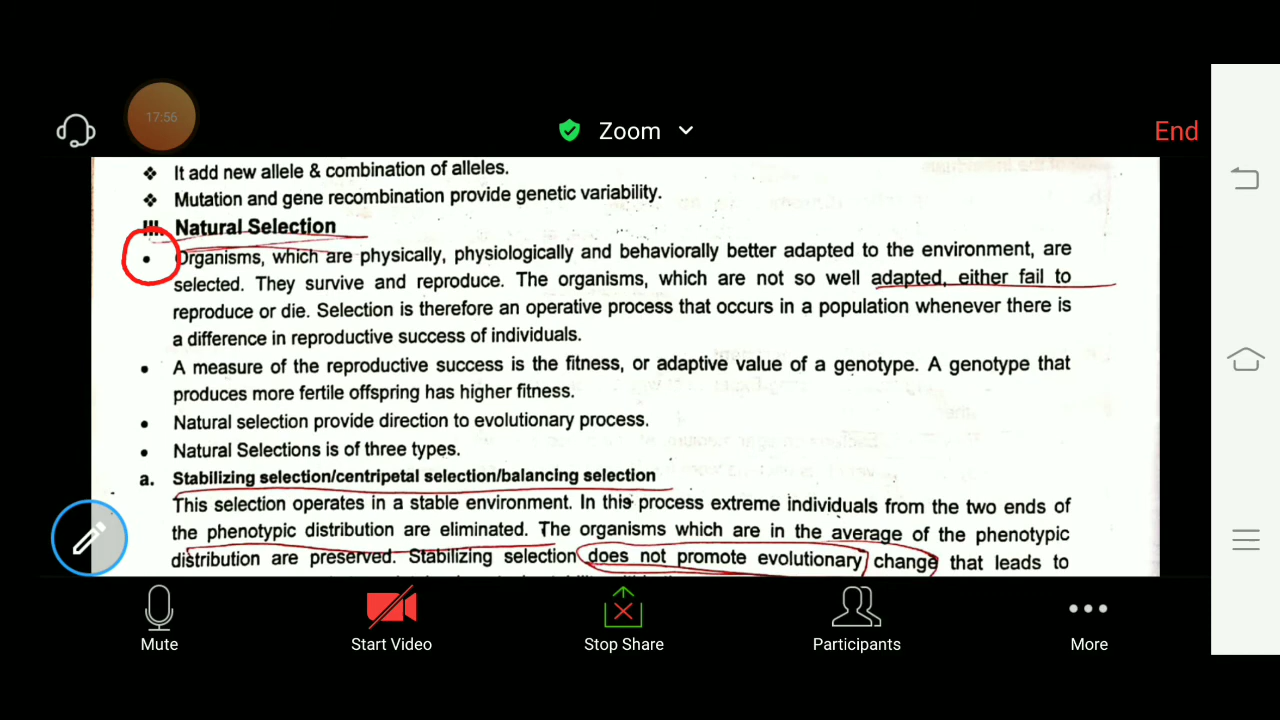 17:56
Zoom
End
❖ It add new allele & combination of alleles.
❖ Mutation and gene recombination provide genetic variability.
III. Natural Selection
• Organisms, which are physically, physiologically and behaviorally better adapted to the environment, are
selected. They survive and reproduce. The organisms, which are not so well adapted, either fail to
reproduce or die. Selection is therefore an operative process that occurs in a population whenever there is
a difference in reproductive success of individuals.
• A measure of the reproductive success is the fitness, or adaptive value of a genotype. A genotype that
produces more fertile offspring has higher fitness.
• Natural selection provide direction to evolutionary process.
• Natural Selections is of three types.
a. Stabilizing selection/centripetal selection/balancing selection
This selection operates in a stable environment. In this process extreme individuals from the two ends of
the phenotypic distribution are eliminated. The organisms which are in the average of the phenotypic
distribution are preserved. Stabilizing selection does not promote evolutionary change that leads to
Mute
Start Video
Stop Share
Participants
More